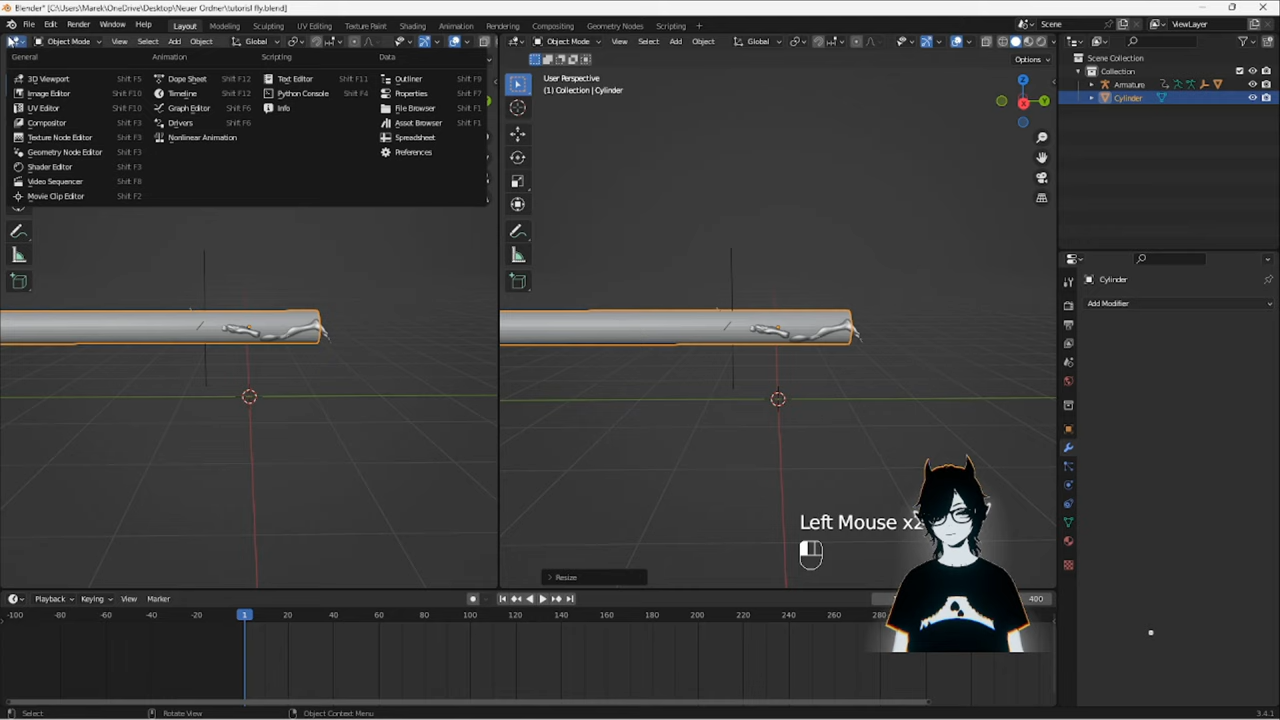 Blender* [C:\Users\Marek\OneDrive\Desktop\Neuer Ordner\tutorisl fly.blend]
File Edit Render Window Help Layout Modeling Sculpting UV Editing Texture Paint Shading Animation Rendering Compositing Geometry Nodes Scripting Scene ViewLayer
Object Mode View Select Add Object Global Object Mode View Select Add Object Global
General Animation Scripting Data Options
3D Viewport Shift F5 Dope Sheet Shift F12 Text Editor Shift F11 Outliner Shift F9
Image Editor Shift F10 Timeline Shift F12 Python Console Shift F4 Properties Shift F7
UV Editor Shift F10 Graph Editor Shift F6 Info File Browser Shift F1
Compositor Shift F3 Drivers Shift F6 Asset Browser Shift F1
Texture Node Editor Shift F3 Nonlinear Animation Spreadsheet
Geometry Node Editor Shift F3 Preferences
Shader Editor Shift F3
Video Sequencer Shift F8
Movie Clip Editor Shift F2
User Perspective
(1) Collection | Cylinder
Z
Y
X
Scene Collection
Collection
Armature
Cylinder
Cylinder
Add Modifier
Left Mouse x2
Resize
Playback Keying View Marker 400
-100 -80 -60 -40 -20 1 20 40 60 80 100 120 140 160 180 200 220 240 260
Select Rotate View Object Context Menu 3.4.1